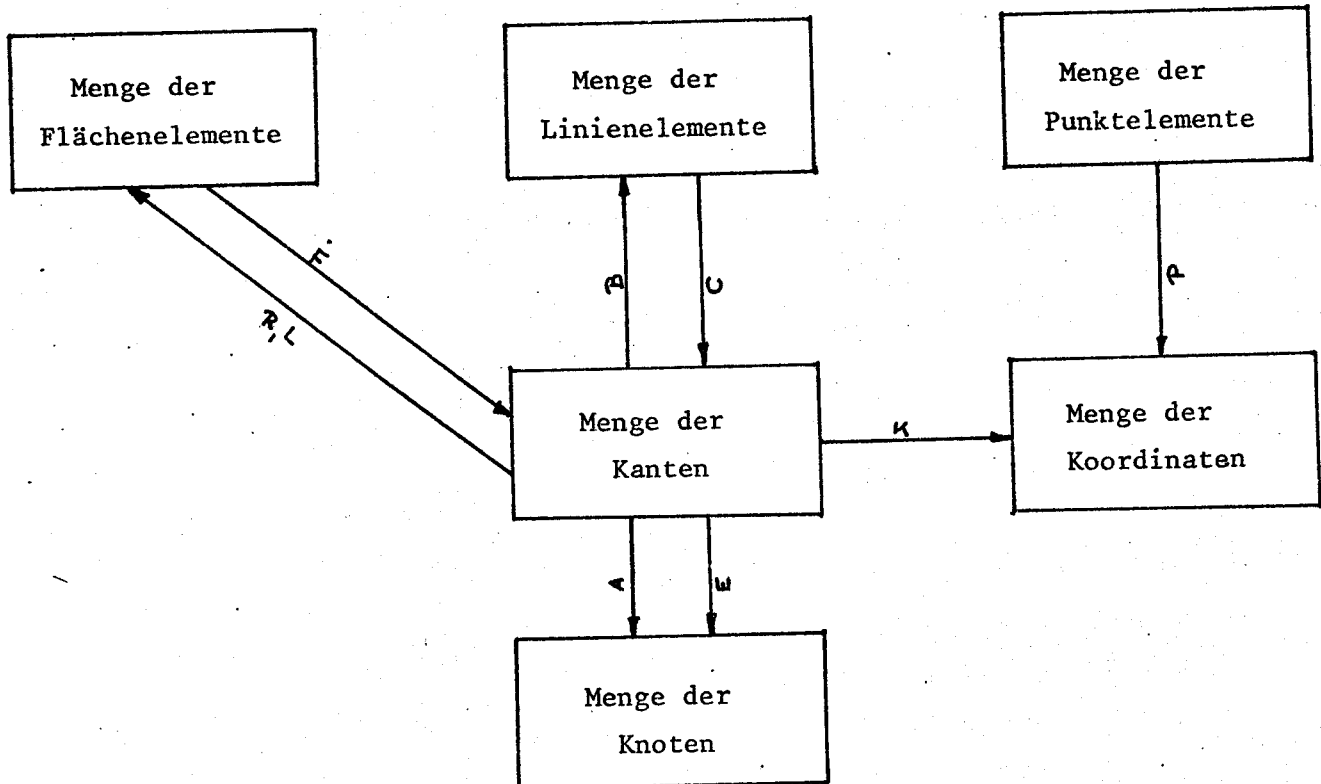 Menge der
Flächenelemente
Menge der
Linienelemente
Menge der
Punktelemente
F
R, L
B
C
P
Menge der
Kanten
K
Menge der
Koordinaten
A
E
Menge der
Knoten